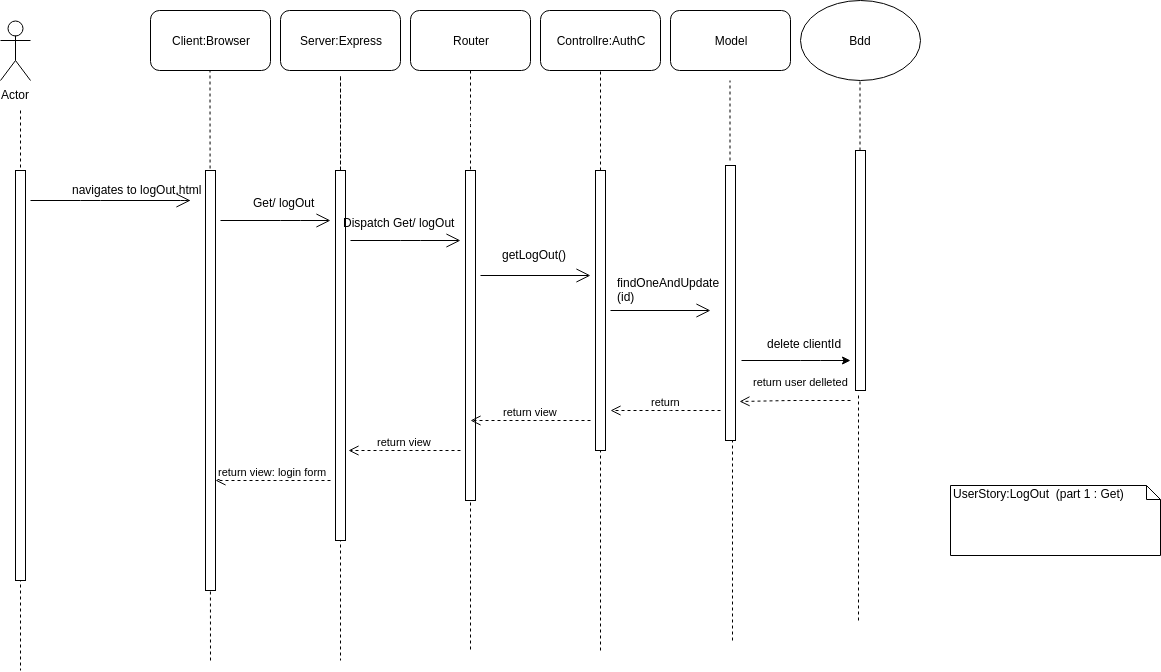 Actor
Client:Browser
Server:Express
Router
Controllre:AuthC
Model
Bdd
navigates to logOut.html
Get/ logOut
Dispatch Get/ logOut
getLogOut()
findOneAndUpdate
(id)
delete clientId
return user delleted
return
return view
return view
return view: login form
UserStory:LogOut  (part 1 : Get)